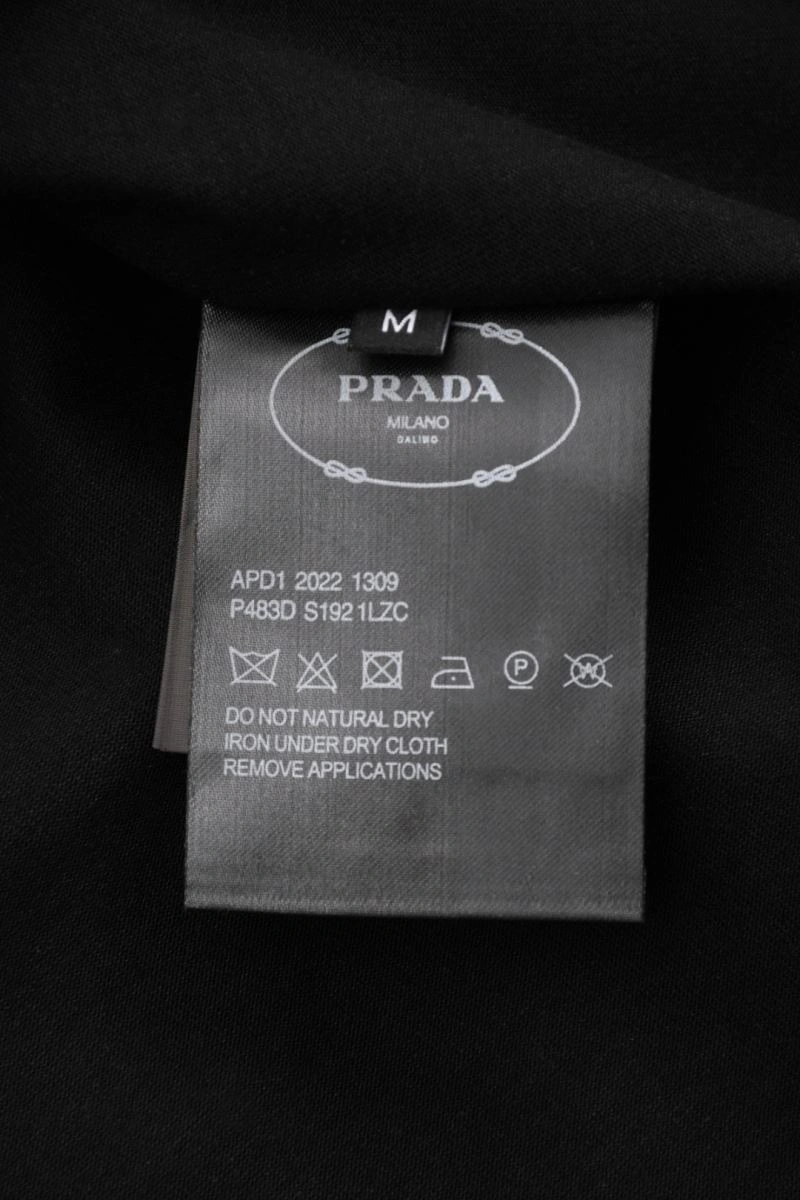 M
PRADA
MILANO
DALIMO
APD1 2022 1309
P483D S192 1LZC
P
W
DO NOT NATURAL DRY
IRON UNDER DRY CLOTH
REMOVE APPLICATIONS